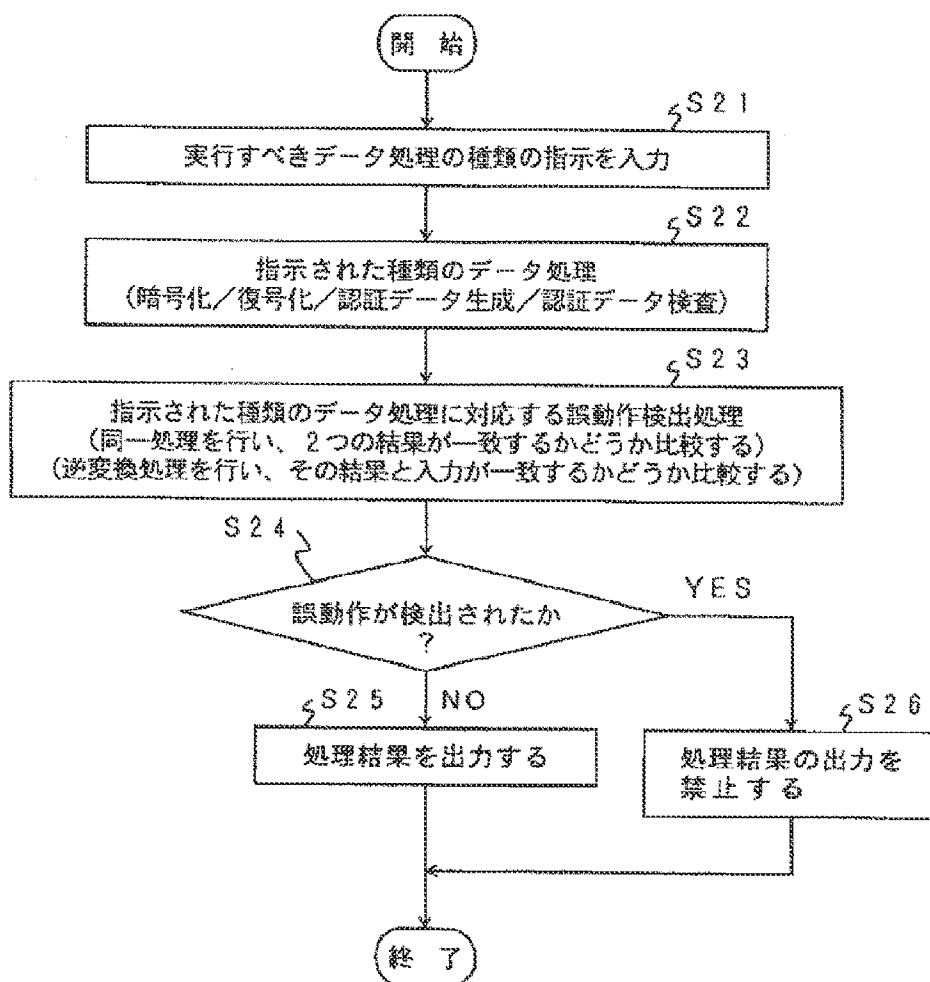 開 始
S21
実行すべきデータ処理の種類の指示を入力
S22
指示された種類のデータ処理
(暗号化/復号化/認証データ生成/認証データ検査)
S23
指示された種類のデータ処理に対応する誤動作検出処理
(同一処理を行い、2つの結果が一致するかどうか比較する)
(逆変換処理を行い、その結果と入力が一致するかどうか比較する)
S24
誤動作が検出されたか
?
YES
S25
NO
処理結果を出力する
S26
処理結果の出力を
禁止する
終 了